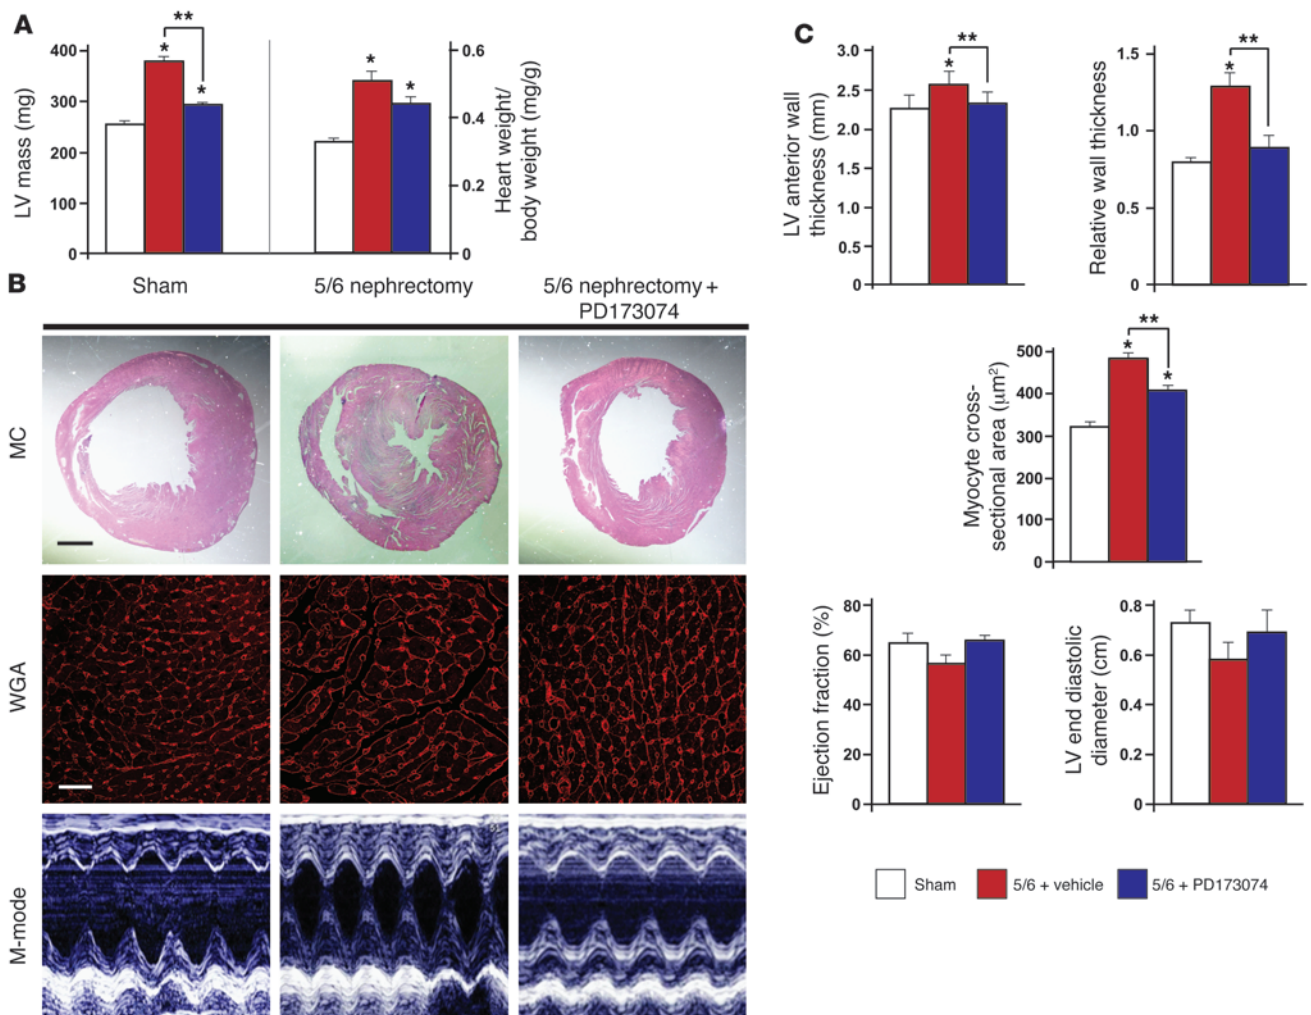 A
**
*
*
*
*
400
300
200
100
0
LV mass (mg)
0.6
0.4
0.2
0
Heart weight/
body weight (mg/g)
B
Sham
5/6 nephrectomy
5/6 nephrectomy +
PD173074
MC
WGA
M-mode
C
**
*
3.0
2.5
2.0
1.5
1.0
0.5
0
LV anterior wall
thickness (mm)
**
*
1.5
1.0
0.5
0
Relative wall thickness
**
*
*
500
400
300
200
100
0
Myocyte cross-
sectional area (μm²)
80
60
40
20
0
Ejection fraction (%)
0.8
0.6
0.4
0.2
0
LV end diastolic
diameter (cm)
Sham
5/6 + vehicle
5/6 + PD173074